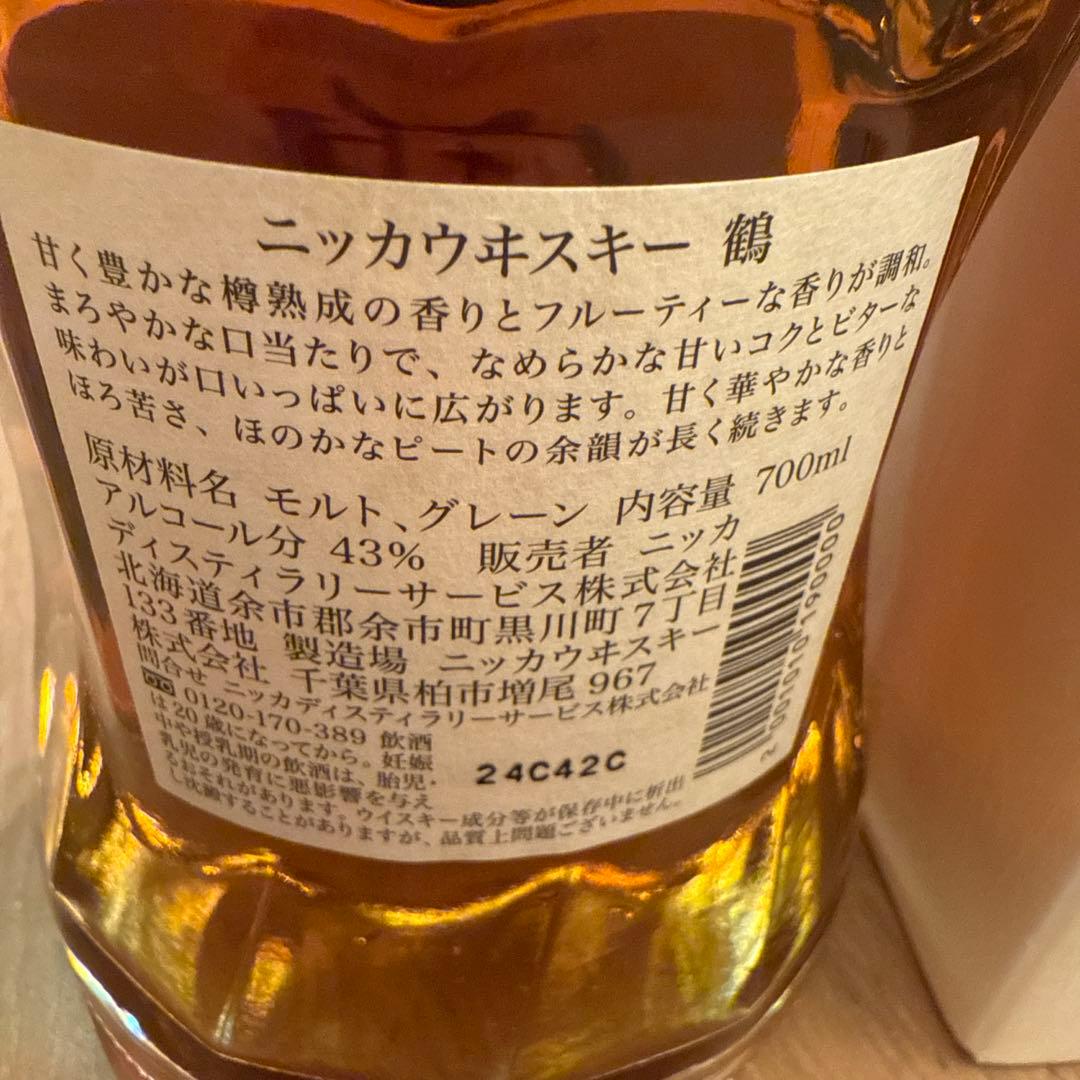 ニッカウヰスキー 鶴
甘く豊かな樽熟成の香りとフルーティーな香りが調和。
まろやかな口当たりで、なめらかな甘いコクとビターな
味わいが口いっぱいに広がります。甘く華やかな香りと
ほろ苦さ、ほのかなピートの余韻が長く続きます。
原材料名 モルト、グレーン 内容量 700ml
アルコール分 43% 販売者 ニッカ
ディスティラリーサービス株式会社
北海道余市郡余市町黒川町7丁目
133番地 製造場 ニッカウヰスキー
株式会社 千葉県柏市増尾967
問合せ ニッカディスティラリーサービス株式会社
0120-170-389 飲酒
は20歳になってから。妊娠
中や授乳期の飲酒は、胎児・
乳児の発育に悪影響を与え
るおそれがあります。ウイスキー成分等が保存中に析出
し沈澱することがありますが、品質上問題ございません。
24C42C